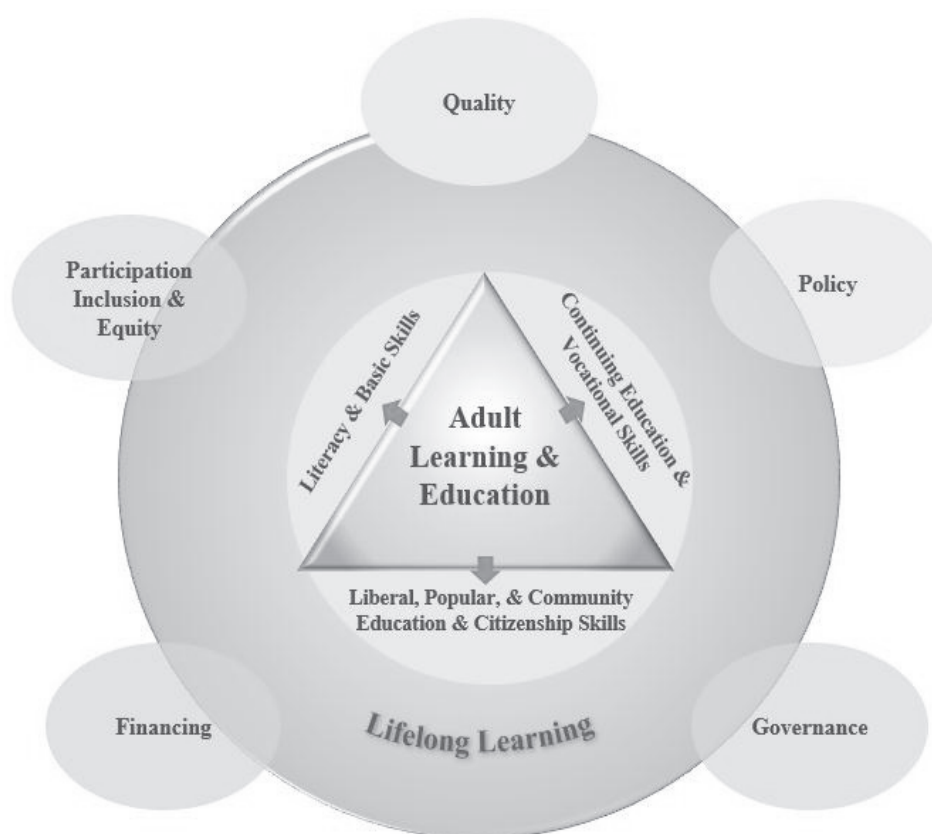 Quality
Participation
Inclusion &
Equity
Policy
Literacy & Basic Skills
Continuing Education &
Vocational Skills
Adult
Learning &
Education
Liberal, Popular, & Community
Education & Citizenship Skills
Financing
Lifelong Learning
Governance